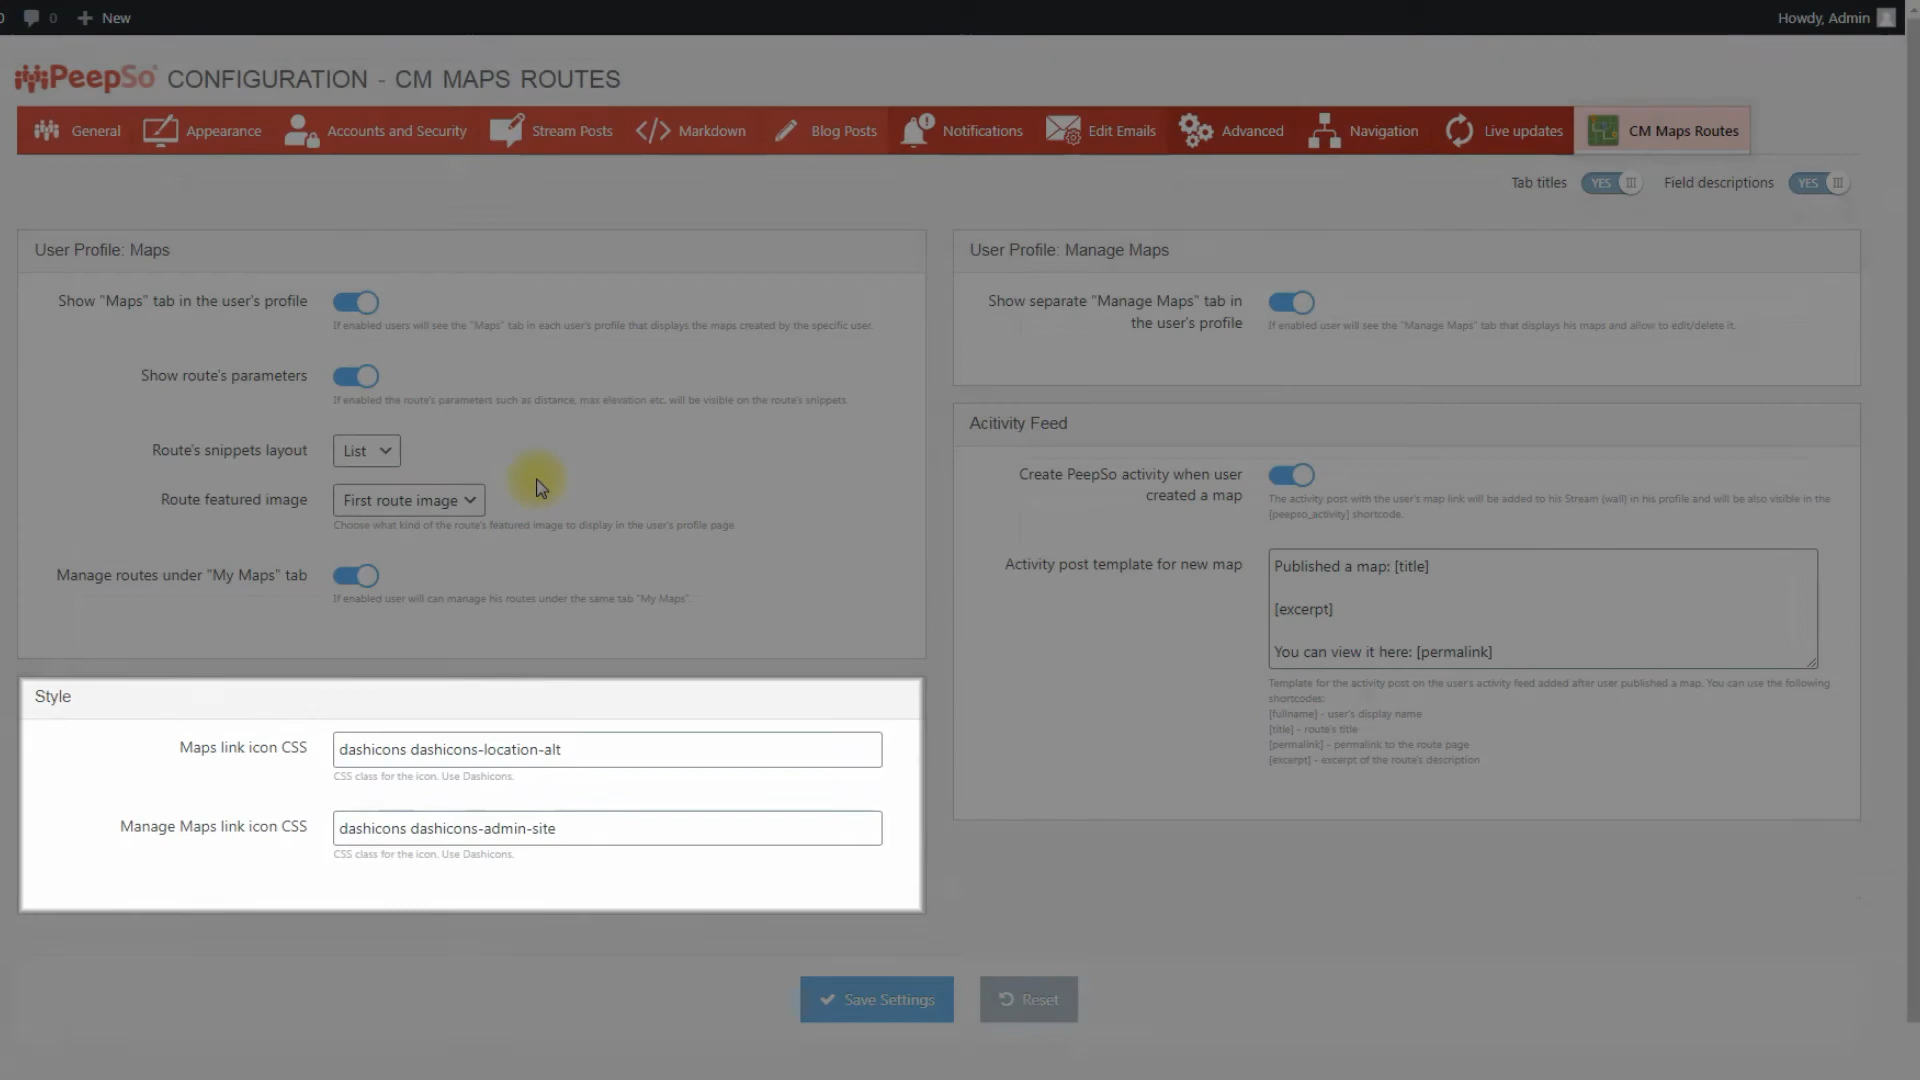 0 0 + New Howdy, Admin
PeepSo CONFIGURATION - CM MAPS ROUTES
General Appearance Accounts and Security Stream Posts Markdown Blog Posts Notifications Edit Emails Advanced Navigation Live updates CM Maps Routes
Tab titles YES Field descriptions YES
User Profile: Maps
Show "Maps" tab in the user's profile
If enabled users will see the "Maps" tab in each user's profile that displays the maps created by the specific user.
Show route's parameters
If enabled the route's parameters such as distance, max elevation etc. will be visible on the route's snippets.
Route's snippets layout List
Route featured image First route image
Choose what kind of the route's featured image to display in the user's profile page.
Manage routes under "My Maps" tab
If enabled user will can manage his routes under the same tab "My Maps".
Style
Maps link icon CSS dashicons dashicons-location-alt
CSS class for the icon. Use Dashicons.
Manage Maps link icon CSS dashicons dashicons-admin-site
CSS class for the icon. Use Dashicons.
User Profile: Manage Maps
Show separate "Manage Maps" tab in
the user's profile
If enabled user will see the "Manage Maps" tab that displays his maps and allow to edit/delete it.
Acitivity Feed
Create PeepSo activity when user
created a map
The activity post with the user's map link will be added to his Stream (wall) in his profile and will be also visible in the
[peepso_activity] shortcode.
Activity post template for new map
Published a map: [title]
[excerpt]
You can view it here: [permalink]
Template for the activity post on the user's activity feed added after user published a map. You can use the following
shortcodes:
[fullname] - user's display name
[title] - route's title
[permalink] - permalink to the route page
[excerpt] - excerpt of the route's description
Save Settings Reset